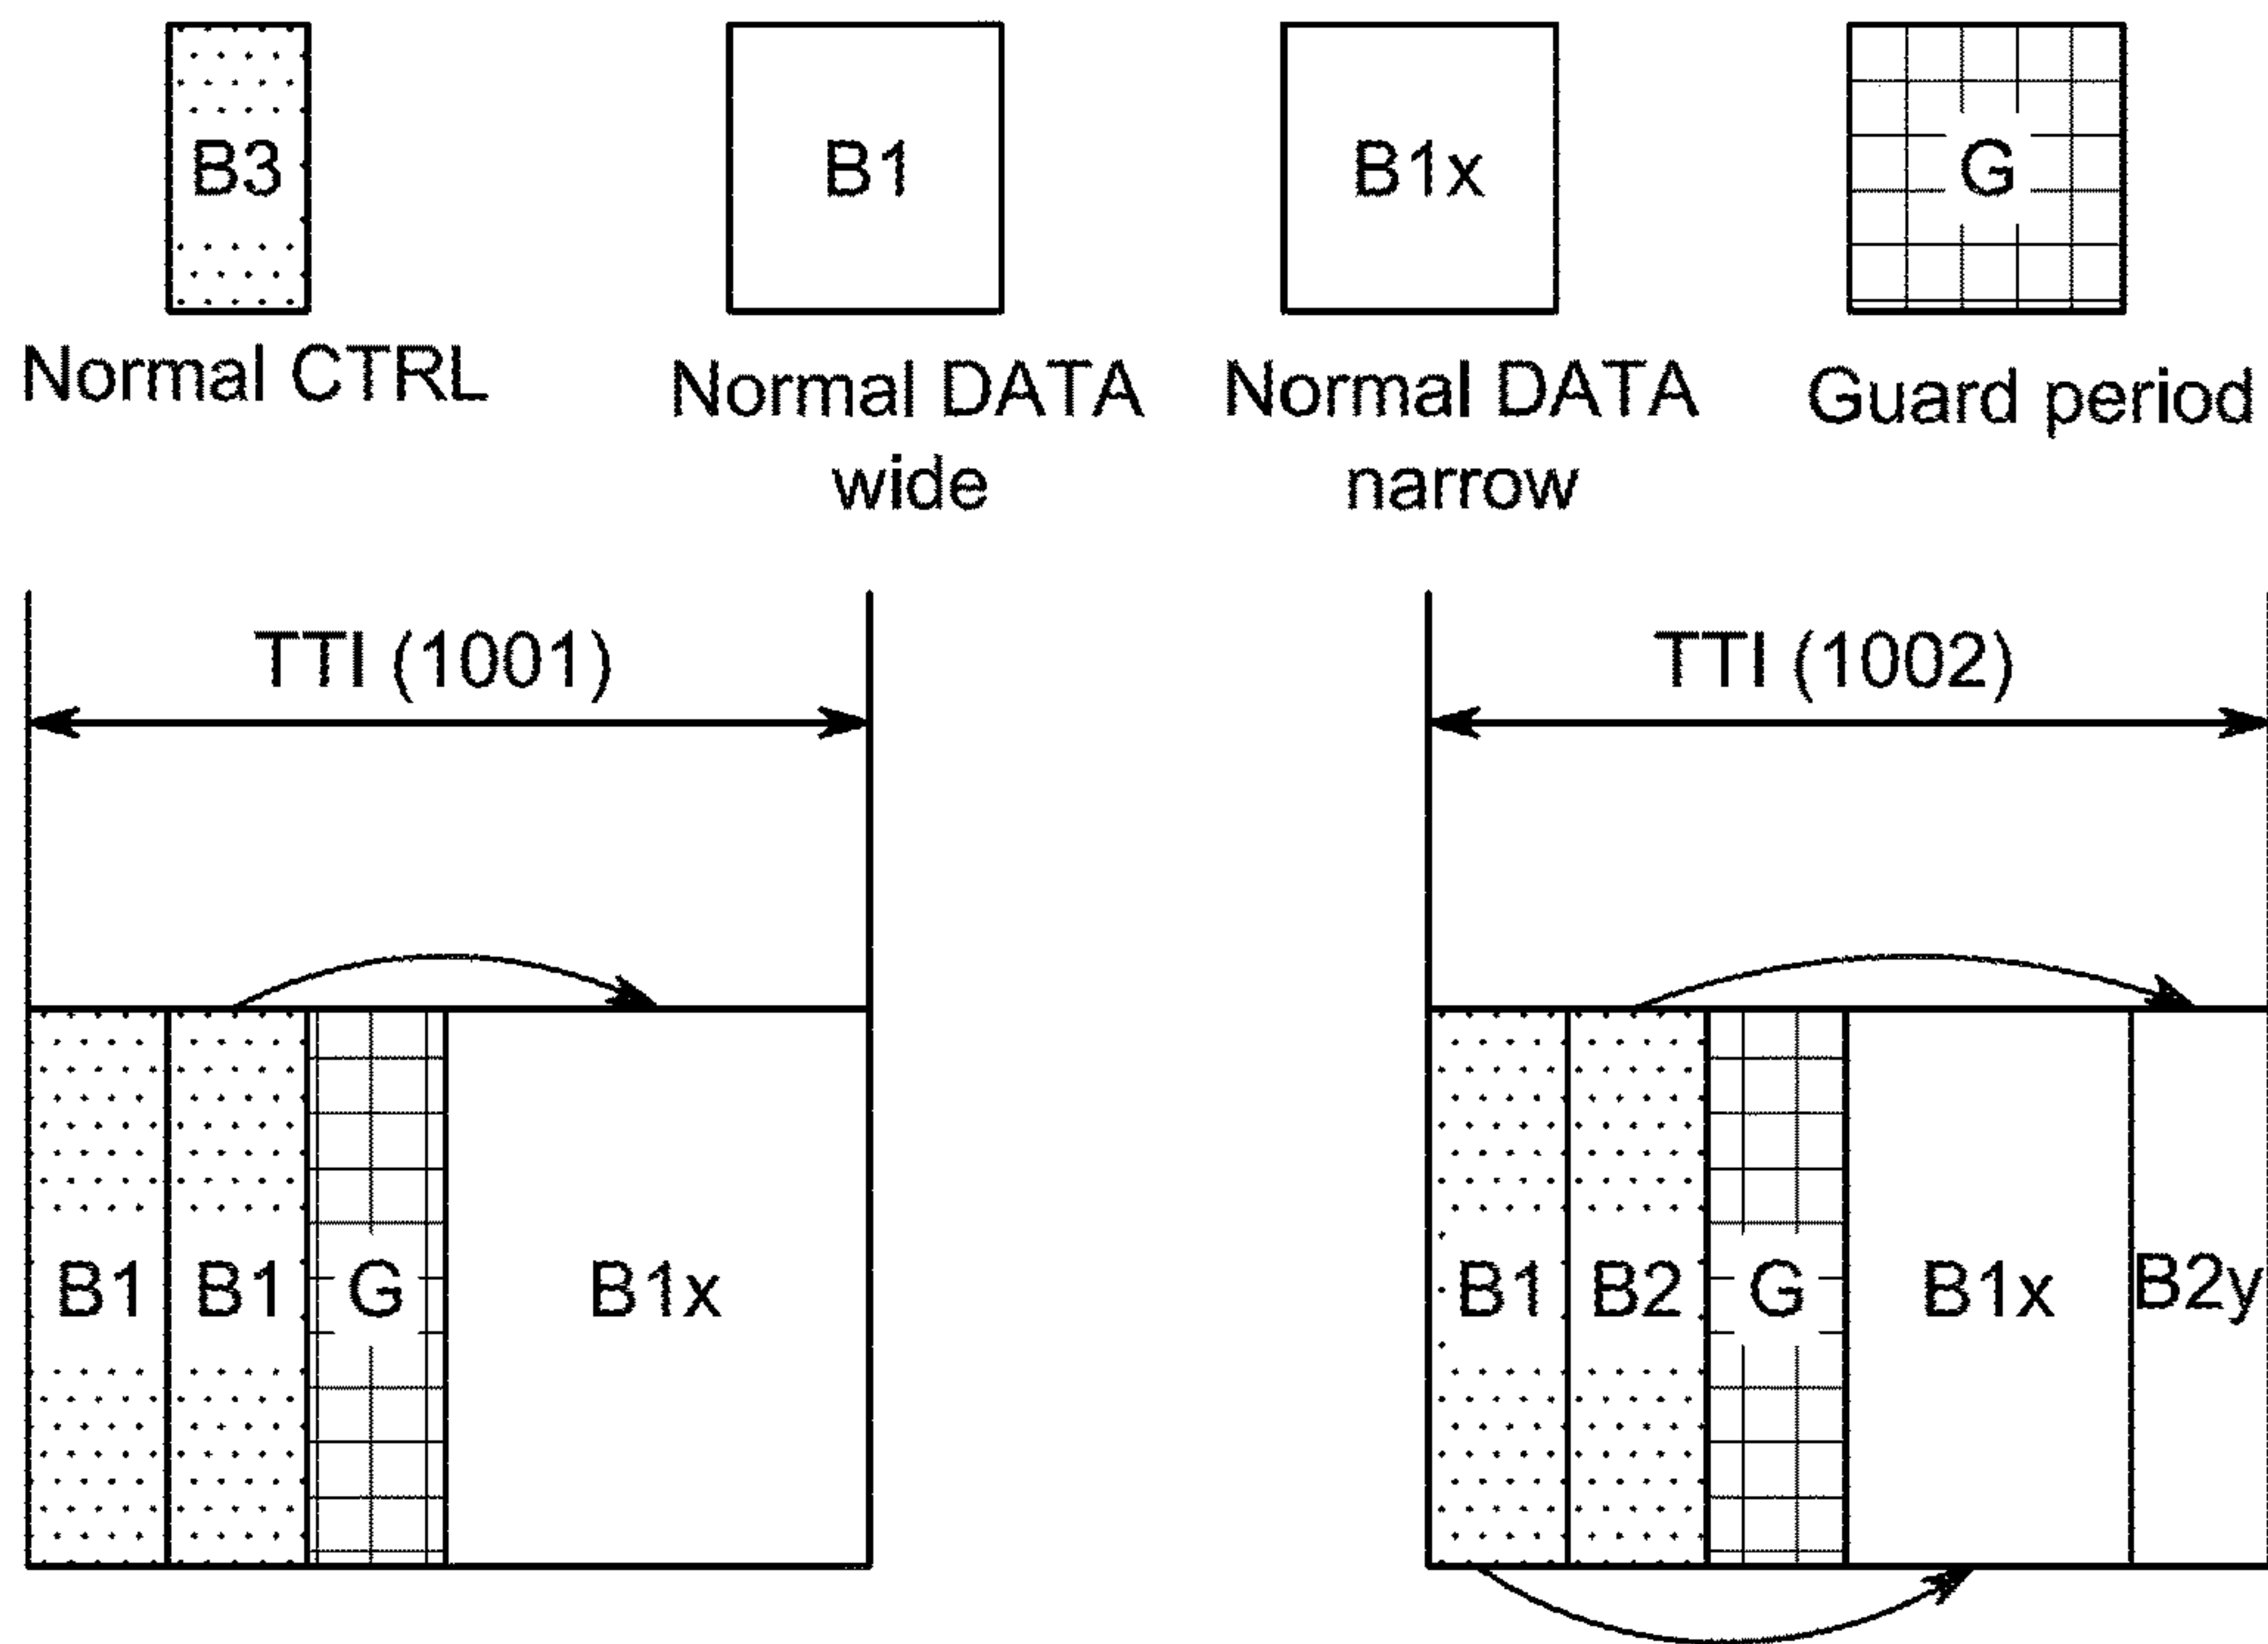 B3 B1 B1x G
Normal CTRL Normal DATA Normal DATA Guard period
wide narrow
TTI (1001) TTI (1002)
B1 B1 G B1x B1 B2 G B1x B2y